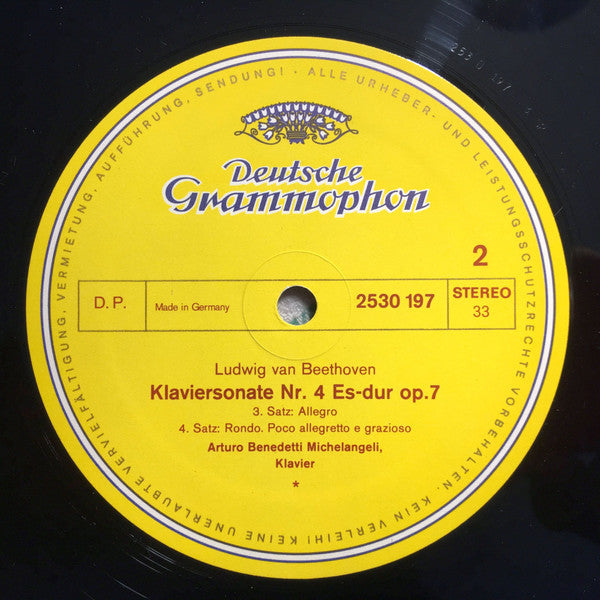 Deutsche
Grammophon
2
D.P.
Made in Germany
2530 197
STEREO
33
Ludwig van Beethoven
Klaviersonate Nr. 4 Es-dur op.7
3. Satz: Allegro
4. Satz: Rondo. Poco allegretto e grazioso
Arturo Benedetti Michelangeli,
Klavier
*
ALLE URHEBER- UND LEISTUNGSSCHUTZRECHTE VORBEHALTEN. KEIN VERLEIH! KEINE UNERLAUBTE VERVIELFÄLTIGUNG, VERMIETUNG, AUFFÜHRUNG, SENDUNG! ·